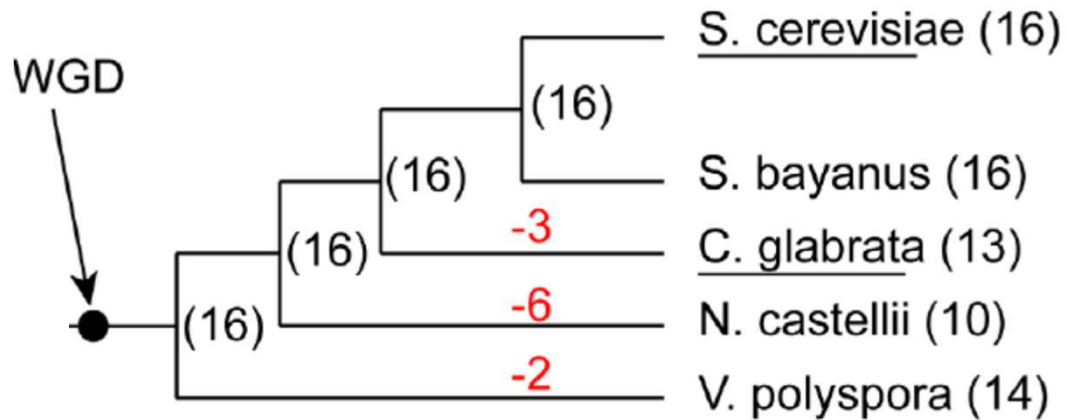 S. cerevisiae (16)
WGD
(16)
(16)
S. bayanus (16)
-3
(16)
C. glabrata (13)
-6
(16)
N. castellii (10)
-2
V. polyspora (14)